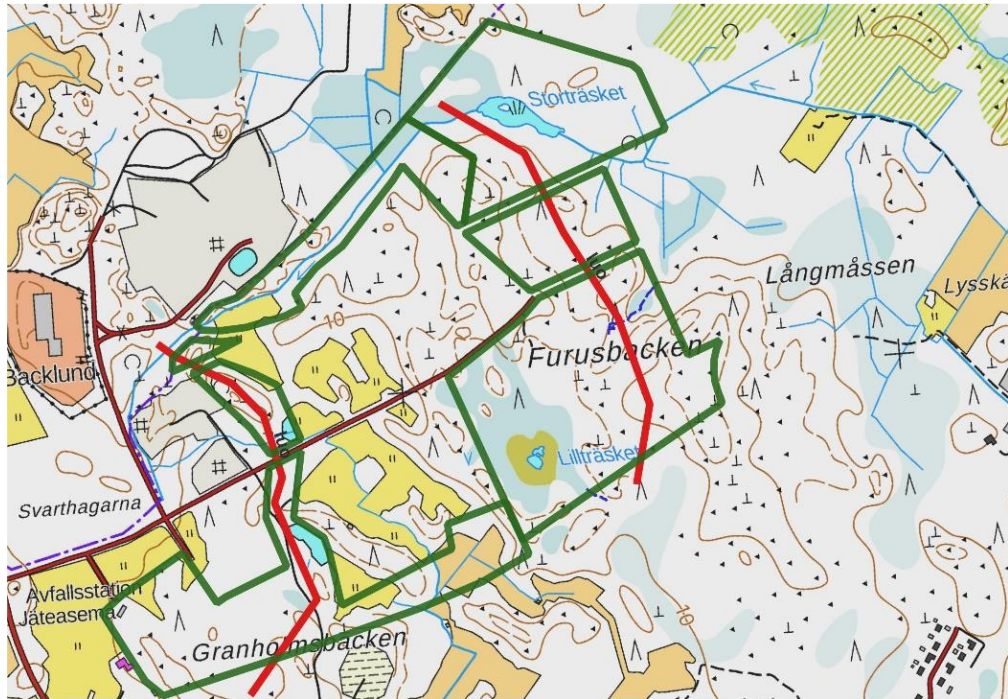 Storträsket
Långmåssen
Lysskä
Furusbacken
Backlund
10
Lillträsket
Svarthagarna
Avfallsstation
Jäteasema
10
Granholmsbacken